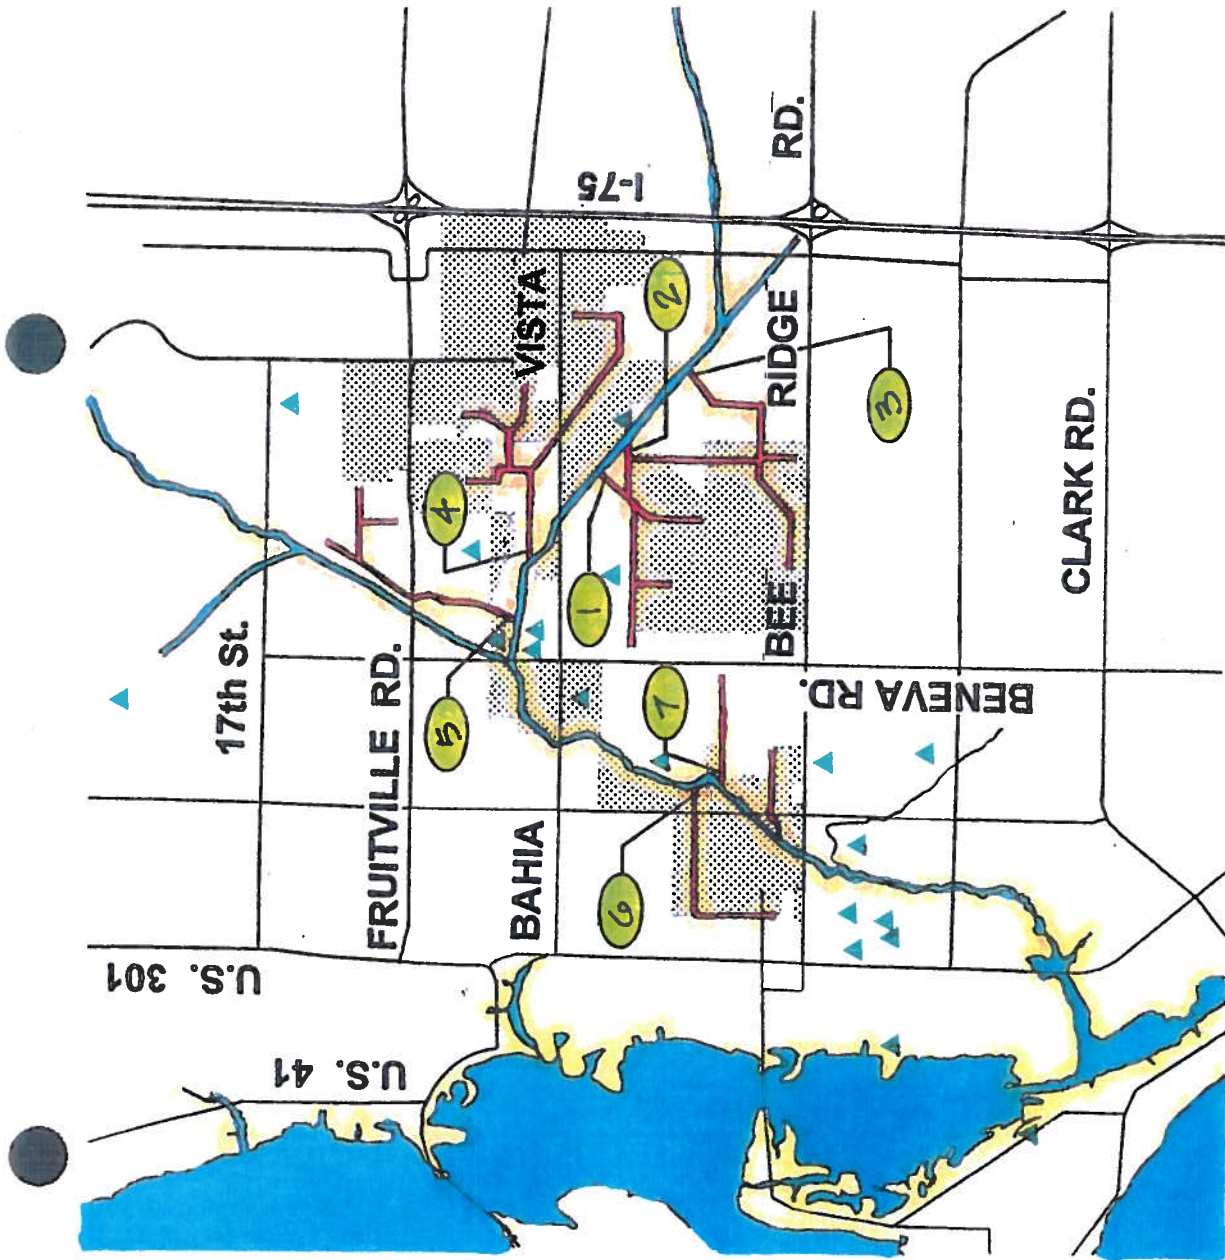 I-75
RD.
VISTA
2
RIDGE
3
4
1
BEE
CLARK RD.
17th St.
FRUITVILLE RD.
5
7
BENEVA RD.
BAHIA
6
U.S. 301
U.S. 41